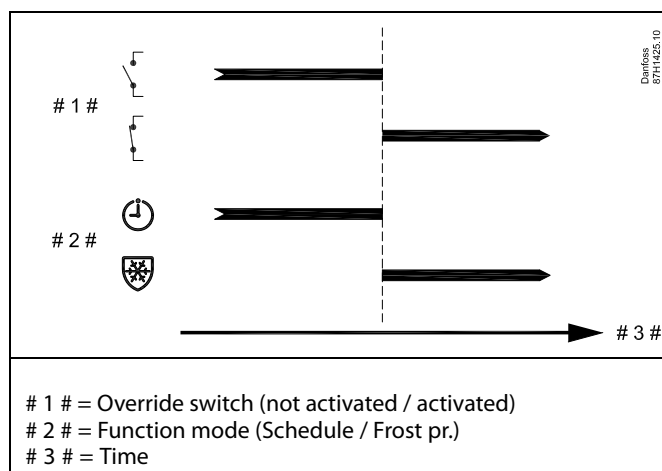 Danfoss
87H1425.10
# 1 #
# 2 #
# 3 #
# 1 # = Override switch (not activated / activated)
# 2 # = Function mode (Schedule / Frost pr.)
# 3 # = Time